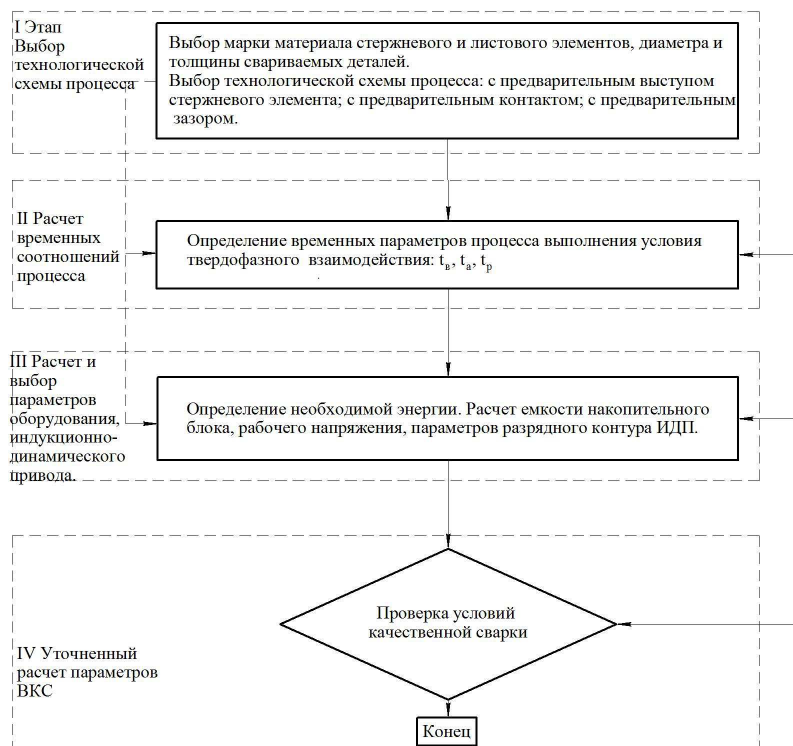 I Этап
Выбор
технологической
схемы процесса
Выбор марки материала стержневого и листового элементов, диаметра и
толщины свариваемых деталей.
Выбор технологической схемы процесса: с предварительным выступом
стержневого элемента; с предварительным контактом; с предварительным
зазором.
II Расчет
временных
соотношений
процесса
Определение временных параметров процесса выполнения условия
твердофазного взаимодействия: tв, tа, tр
III Расчет и
выбор
параметров
оборудования,
индукционно-
динамического
привода.
Определение необходимой энергии. Расчет емкости накопительного
блока, рабочего напряжения, параметров разрядного контура ИДП.
Проверка условий
качественной сварки
IV Уточненный
расчет параметров
ВКС
Конец